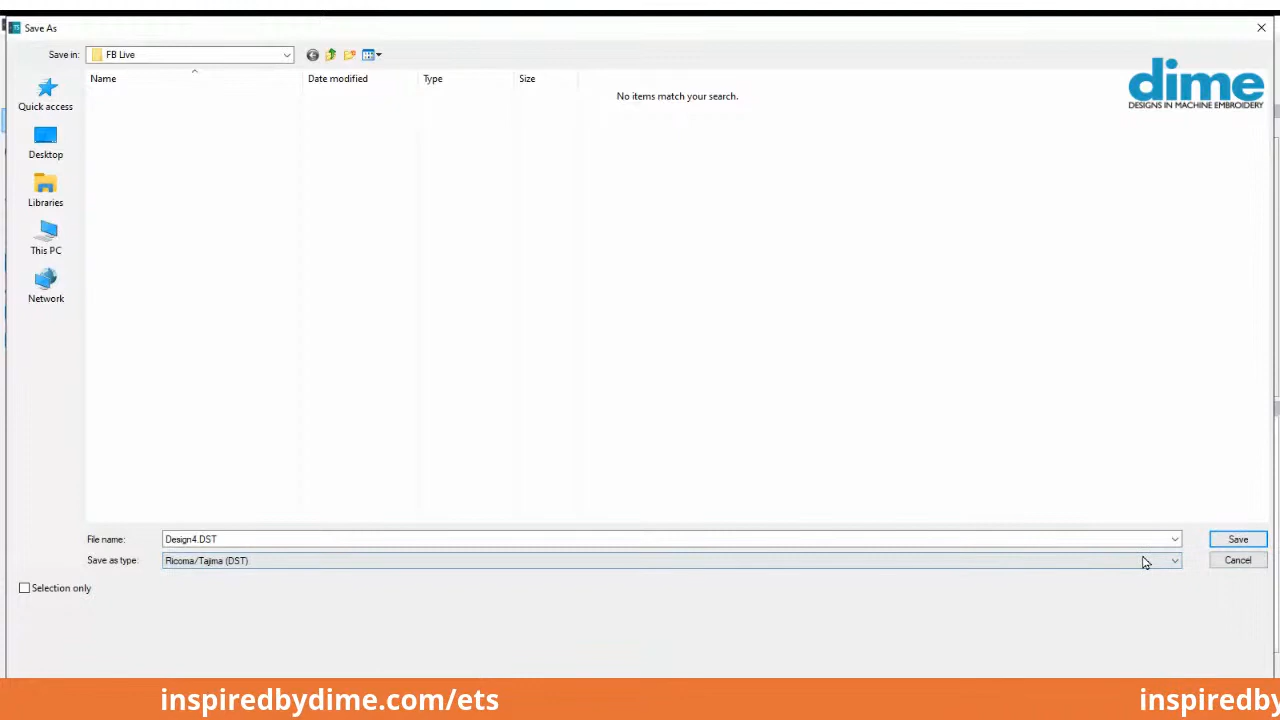 Save As
Save in:
FB Live
Name
Date modified
Type
Size
No items match your search.
dime
DESIGNS IN MACHINE EMBROIDERY
Quick access
Desktop
Libraries
This PC
Network
File name:
Design4.DST
Save
Save as type:
Ricoma/Tajima (DST)
Cancel
Selection only
inspiredbydime.com/ets
inspiredby